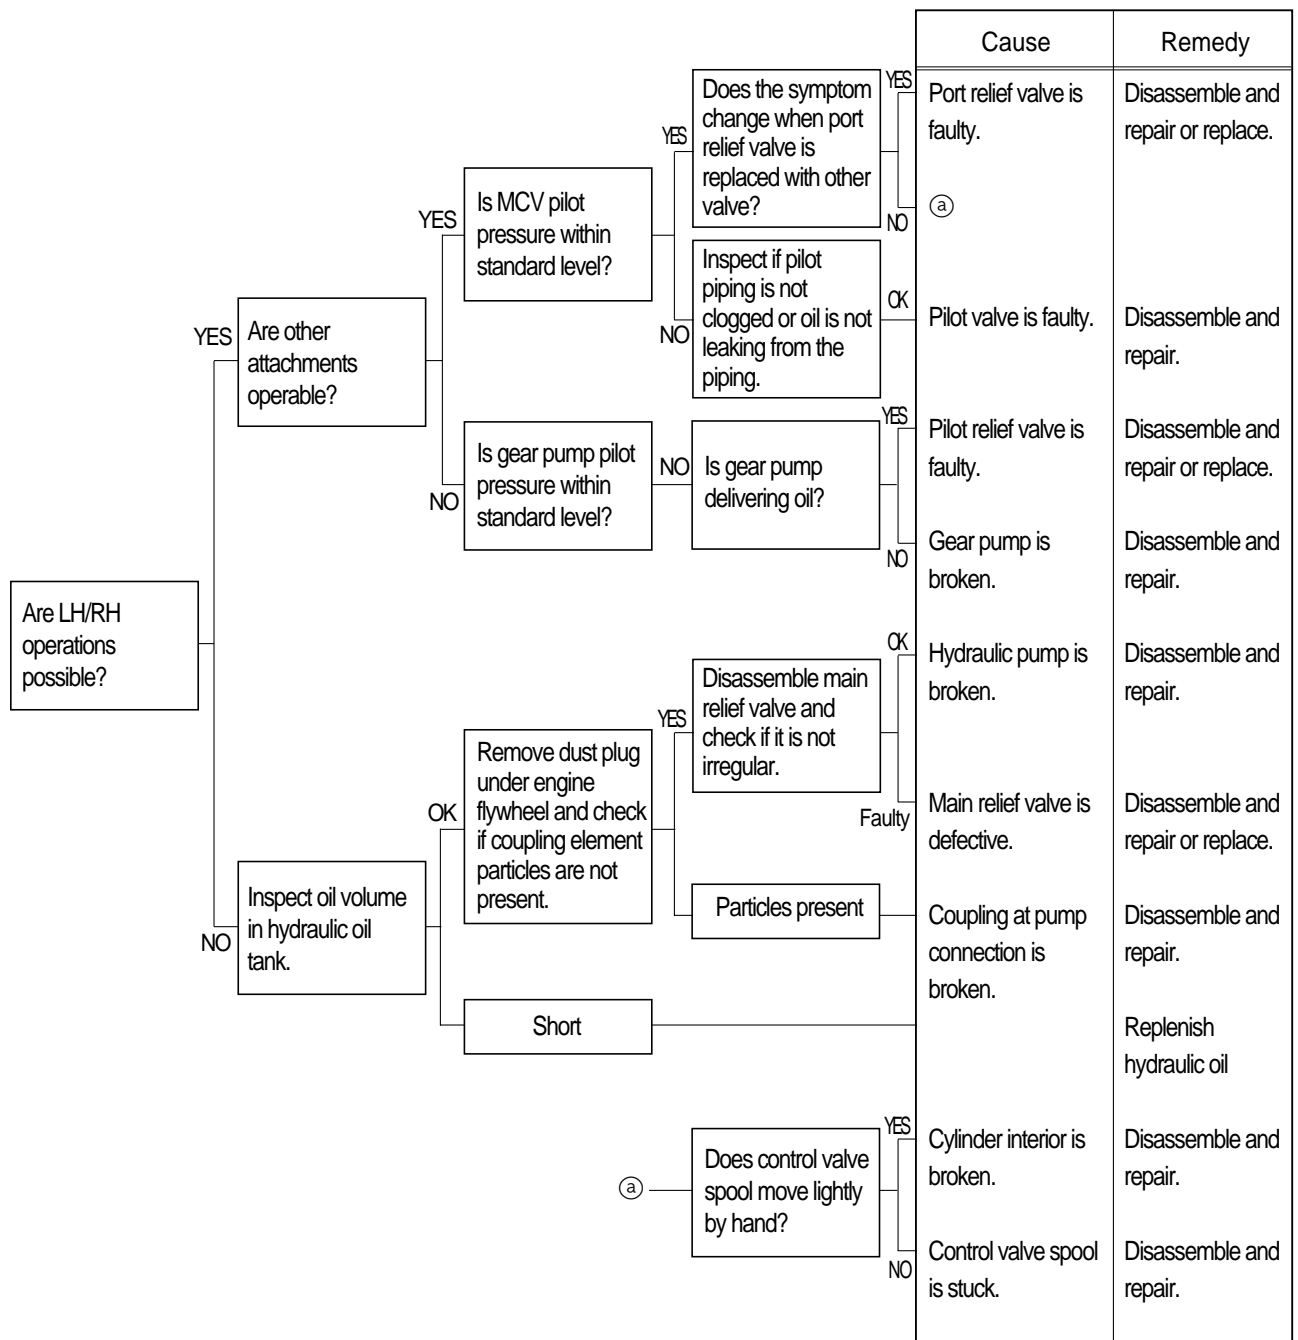 Cause
Remedy
Are LH/RH
operations
possible?
YES
Are other
attachments
operable?
YES
Is MCV pilot
pressure within
standard level?
YES
Does the symptom
change when port
relief valve is
replaced with other
valve?
YES
Port relief valve is
faulty.
Disassemble and
repair or replace.
NO
ⓐ
NO
Inspect if pilot
piping is not
clogged or oil is not
leaking from the
piping.
OK
Pilot valve is faulty.
Disassemble and
repair.
NO
Is gear pump pilot
pressure within
standard level?
NO
Is gear pump
delivering oil?
YES
Pilot relief valve is
faulty.
Disassemble and
repair or replace.
NO
Gear pump is
broken.
Disassemble and
repair.
NO
Inspect oil volume
in hydraulic oil
tank.
OK
Remove dust plug
under engine
flywheel and check
if coupling element
particles are not
present.
YES
Disassemble main
relief valve and
check if it is not
irregular.
OK
Hydraulic pump is
broken.
Disassemble and
repair.
Faulty
Main relief valve is
defective.
Disassemble and
repair or replace.
Particles present
Coupling at pump
connection is
broken.
Disassemble and
repair.
Short
Replenish
hydraulic oil
ⓐ
Does control valve
spool move lightly
by hand?
YES
Cylinder interior is
broken.
Disassemble and
repair.
NO
Control valve spool
is stuck.
Disassemble and
repair.